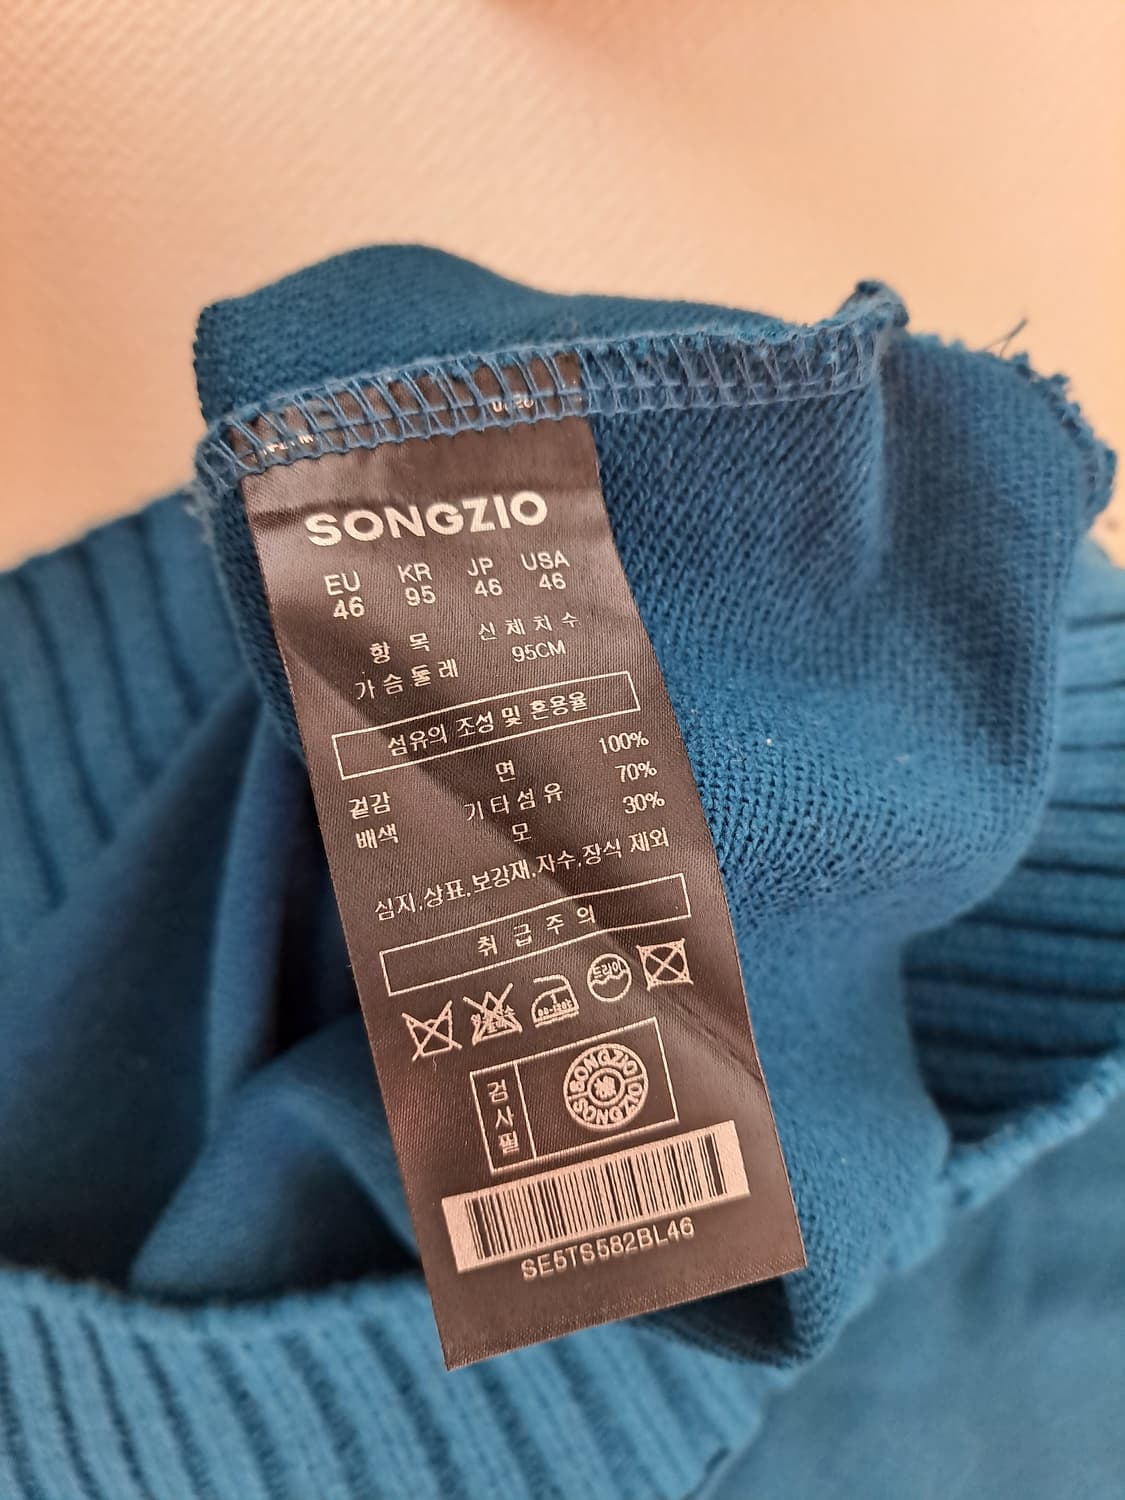 SONGZIO
EU KR JP USA
46 95 46 46
항 목 신 체 치 수
가 슴 둘 레 95CM
섬유의 조성 및 혼용율
겉감 면 100%
배색 기 타 섬 유 70%
모 30%
심지,상표,보강재,자수,장식 제외
취 급 주 의
드라이
80-120℃
검사필
SONGZIO
SONGZIO
SE5TS582BL46